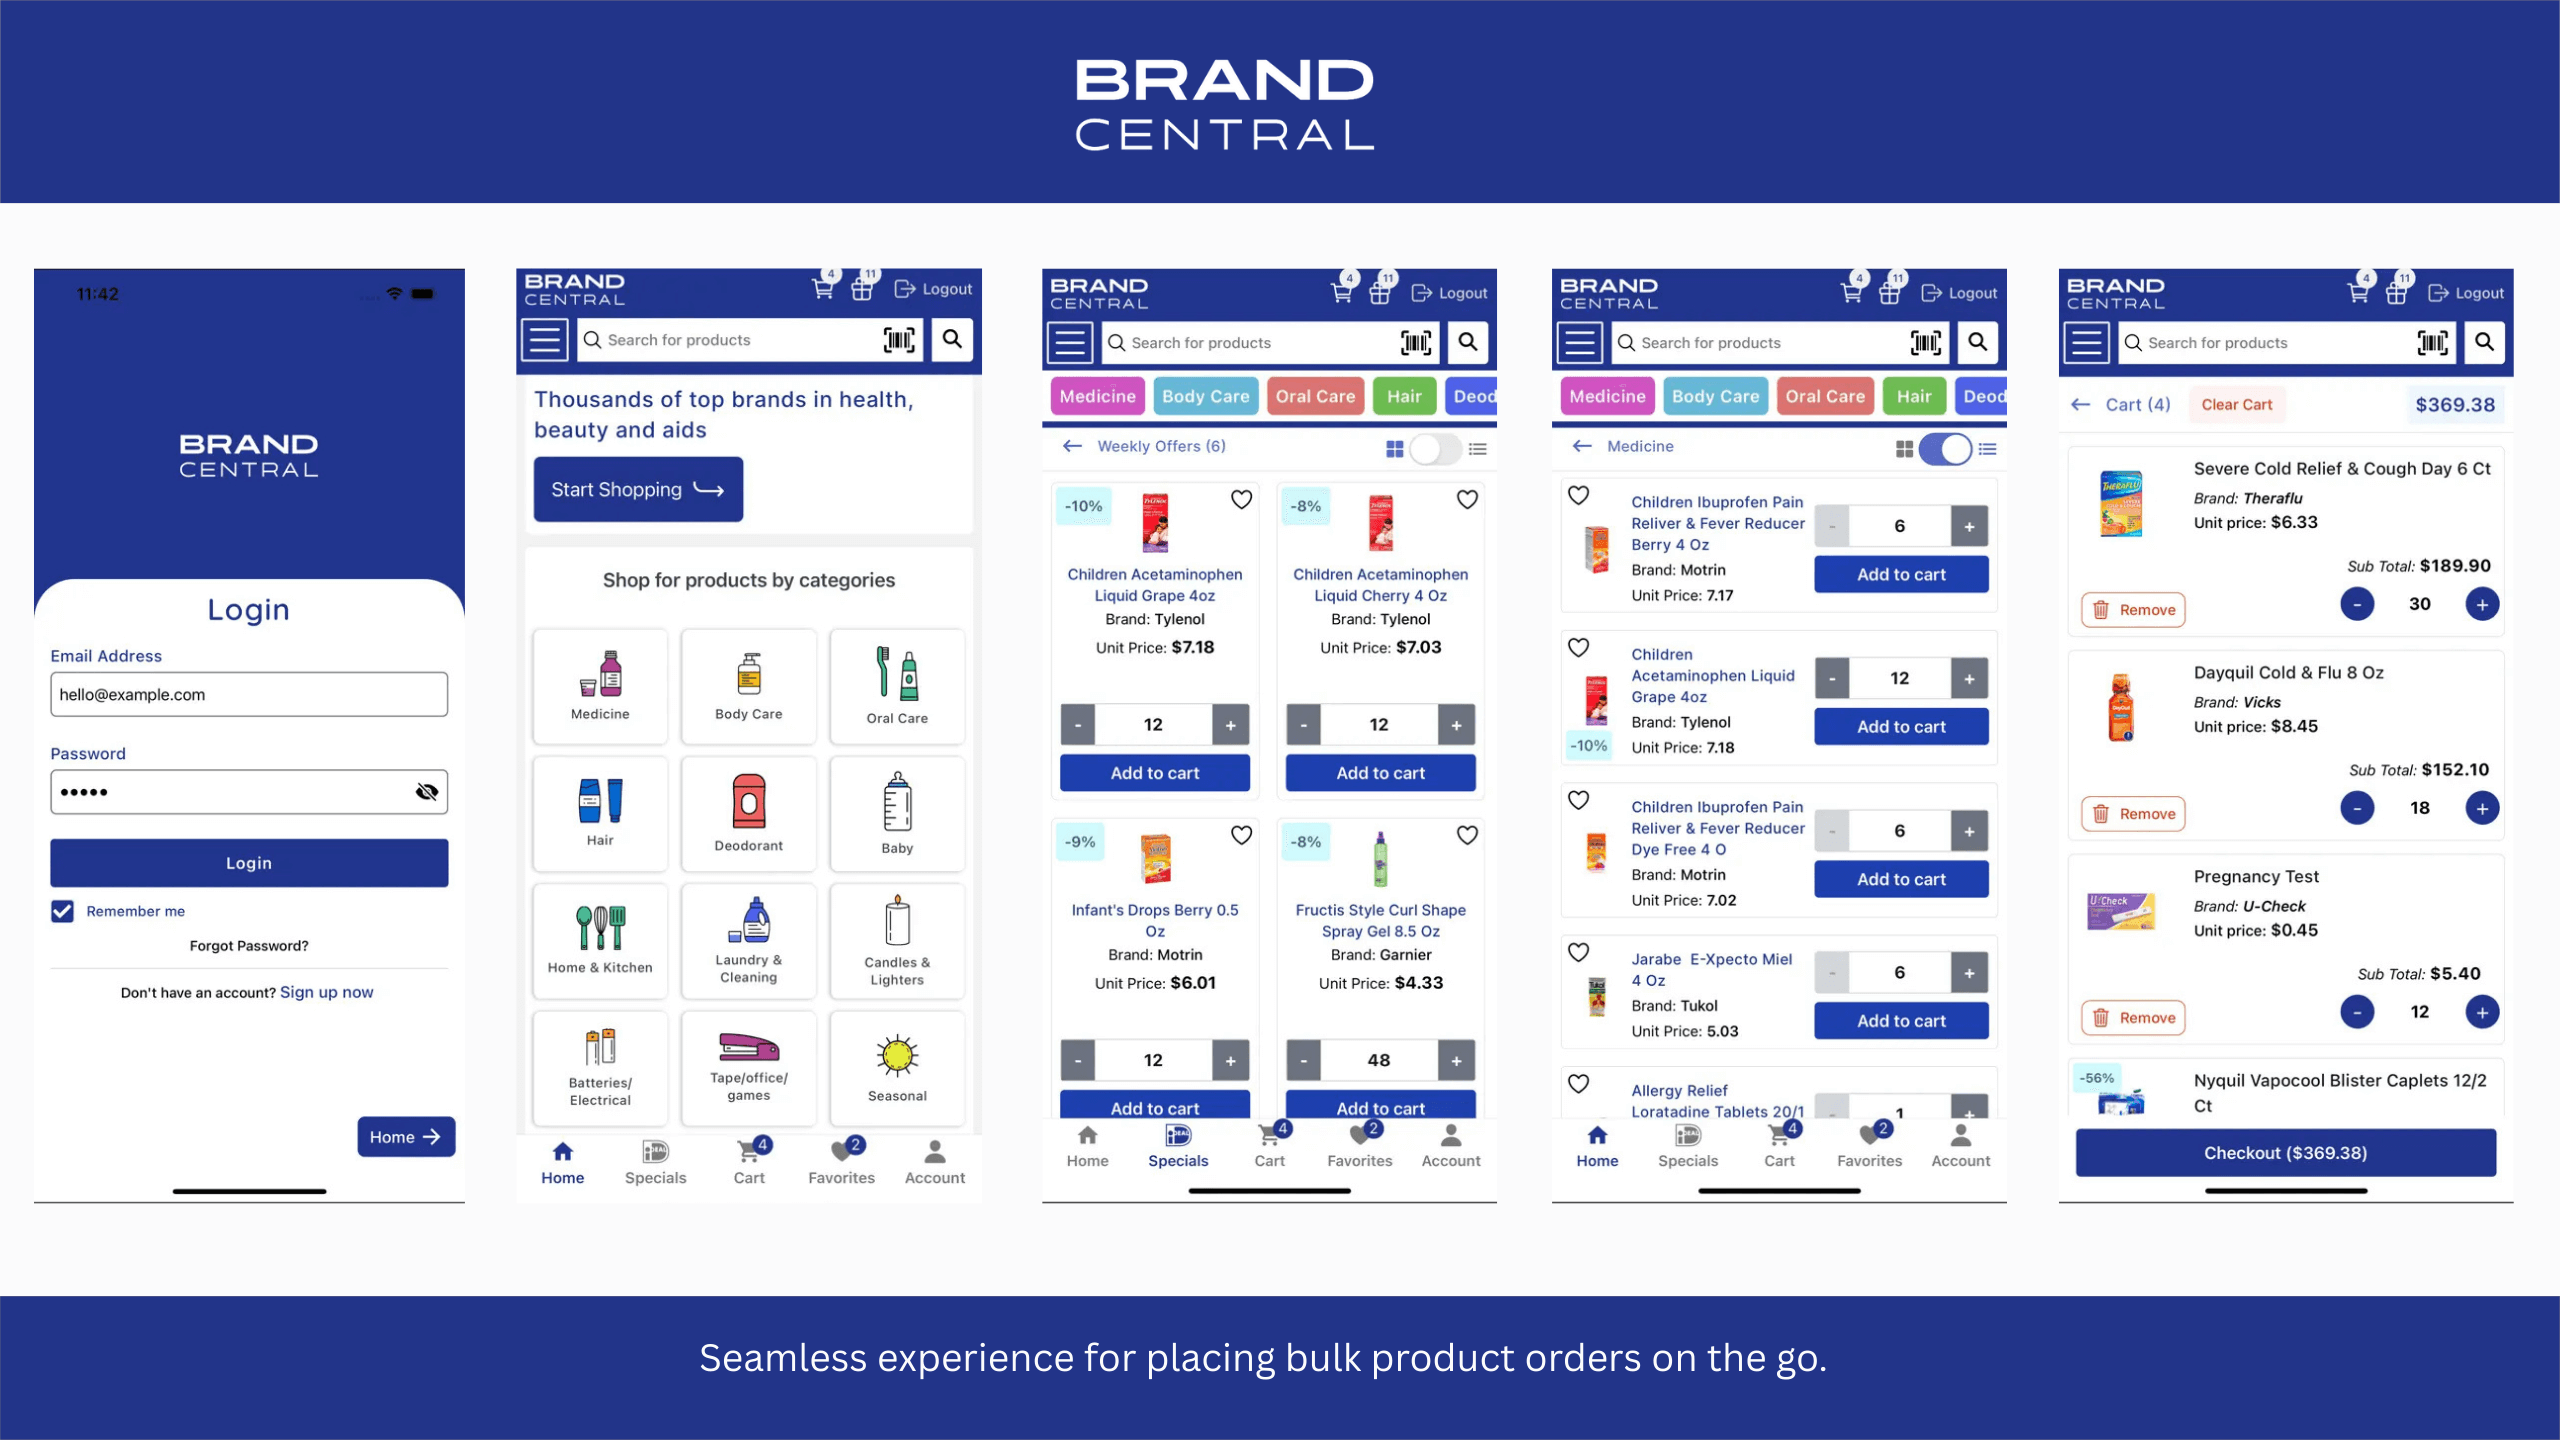 BRAND
CENTRAL
11:42
BRAND
CENTRAL
Login
Email Address
hello@example.com
Password
•••••
Login
Remember me
Forgot Password?
Don't have an account? Sign up now
Home
BRAND
CENTRAL
4
11
Logout
Search for products
Thousands of top brands in health,
beauty and aids
Start Shopping
Shop for products by categories
Medicine
Body Care
Oral Care
Hair
Deodorant
Baby
Home & Kitchen
Laundry &
Cleaning
Candles &
Lighters
Batteries/
Electrical
Tape/office/
games
Seasonal
4
2
Home
Specials
Cart
Favorites
Account
BRAND
CENTRAL
4
11
Logout
Search for products
Medicine
Body Care
Oral Care
Hair
Deod
Weekly Offers (6)
-10%
Children Acetaminophen
Liquid Grape 4oz
Brand: Tylenol
Unit Price: $7.18
- 12 +
Add to cart
-8%
Children Acetaminophen
Liquid Cherry 4 Oz
Brand: Tylenol
Unit Price: $7.03
- 12 +
Add to cart
-9%
Infant's Drops Berry 0.5
Oz
Brand: Motrin
Unit Price: $6.01
- 12 +
Add to cart
-8%
Fructis Style Curl Shape
Spray Gel 8.5 Oz
Brand: Garnier
Unit Price: $4.33
- 48 +
Add to cart
4
2
Home
Specials
Cart
Favorites
Account
BRAND
CENTRAL
4
11
Logout
Search for products
Medicine
Body Care
Oral Care
Hair
Deod
Medicine
Children Ibuprofen Pain
Reliver & Fever Reducer
Berry 4 Oz
Brand: Motrin
Unit Price: 7.17
- 6 +
Add to cart
Children
Acetaminophen Liquid
Grape 4oz
Brand: Tylenol
Unit Price: 7.18
-10%
- 12 +
Add to cart
Children Ibuprofen Pain
Reliver & Fever Reducer
Dye Free 4 O
Brand: Motrin
Unit Price: 7.02
- 6 +
Add to cart
Jarabe E-Xpecto Miel
4 Oz
Brand: Tukol
Unit Price: 5.03
- 6 +
Add to cart
Allergy Relief
Loratadine Tablets 20/1
- 1 +
4
2
Home
Specials
Cart
Favorites
Account
BRAND
CENTRAL
4
11
Logout
Search for products
Cart (4)
Clear Cart
$369.38
THERAFLU
Severe Cold Relief & Cough Day 6 Ct
Brand: Theraflu
Unit price: $6.33
Sub Total: $189.90
Remove
- 30 +
Dayquil Cold & Flu 8 Oz
Brand: Vicks
Unit price: $8.45
Sub Total: $152.10
Remove
- 18 +
U-Check
Pregnancy Test
Brand: U-Check
Unit price: $0.45
Sub Total: $5.40
Remove
- 12 +
-56%
Nyquil Vapocool Blister Caplets 12/2
Ct
Checkout ($369.38)
Seamless experience for placing bulk product orders on the go.